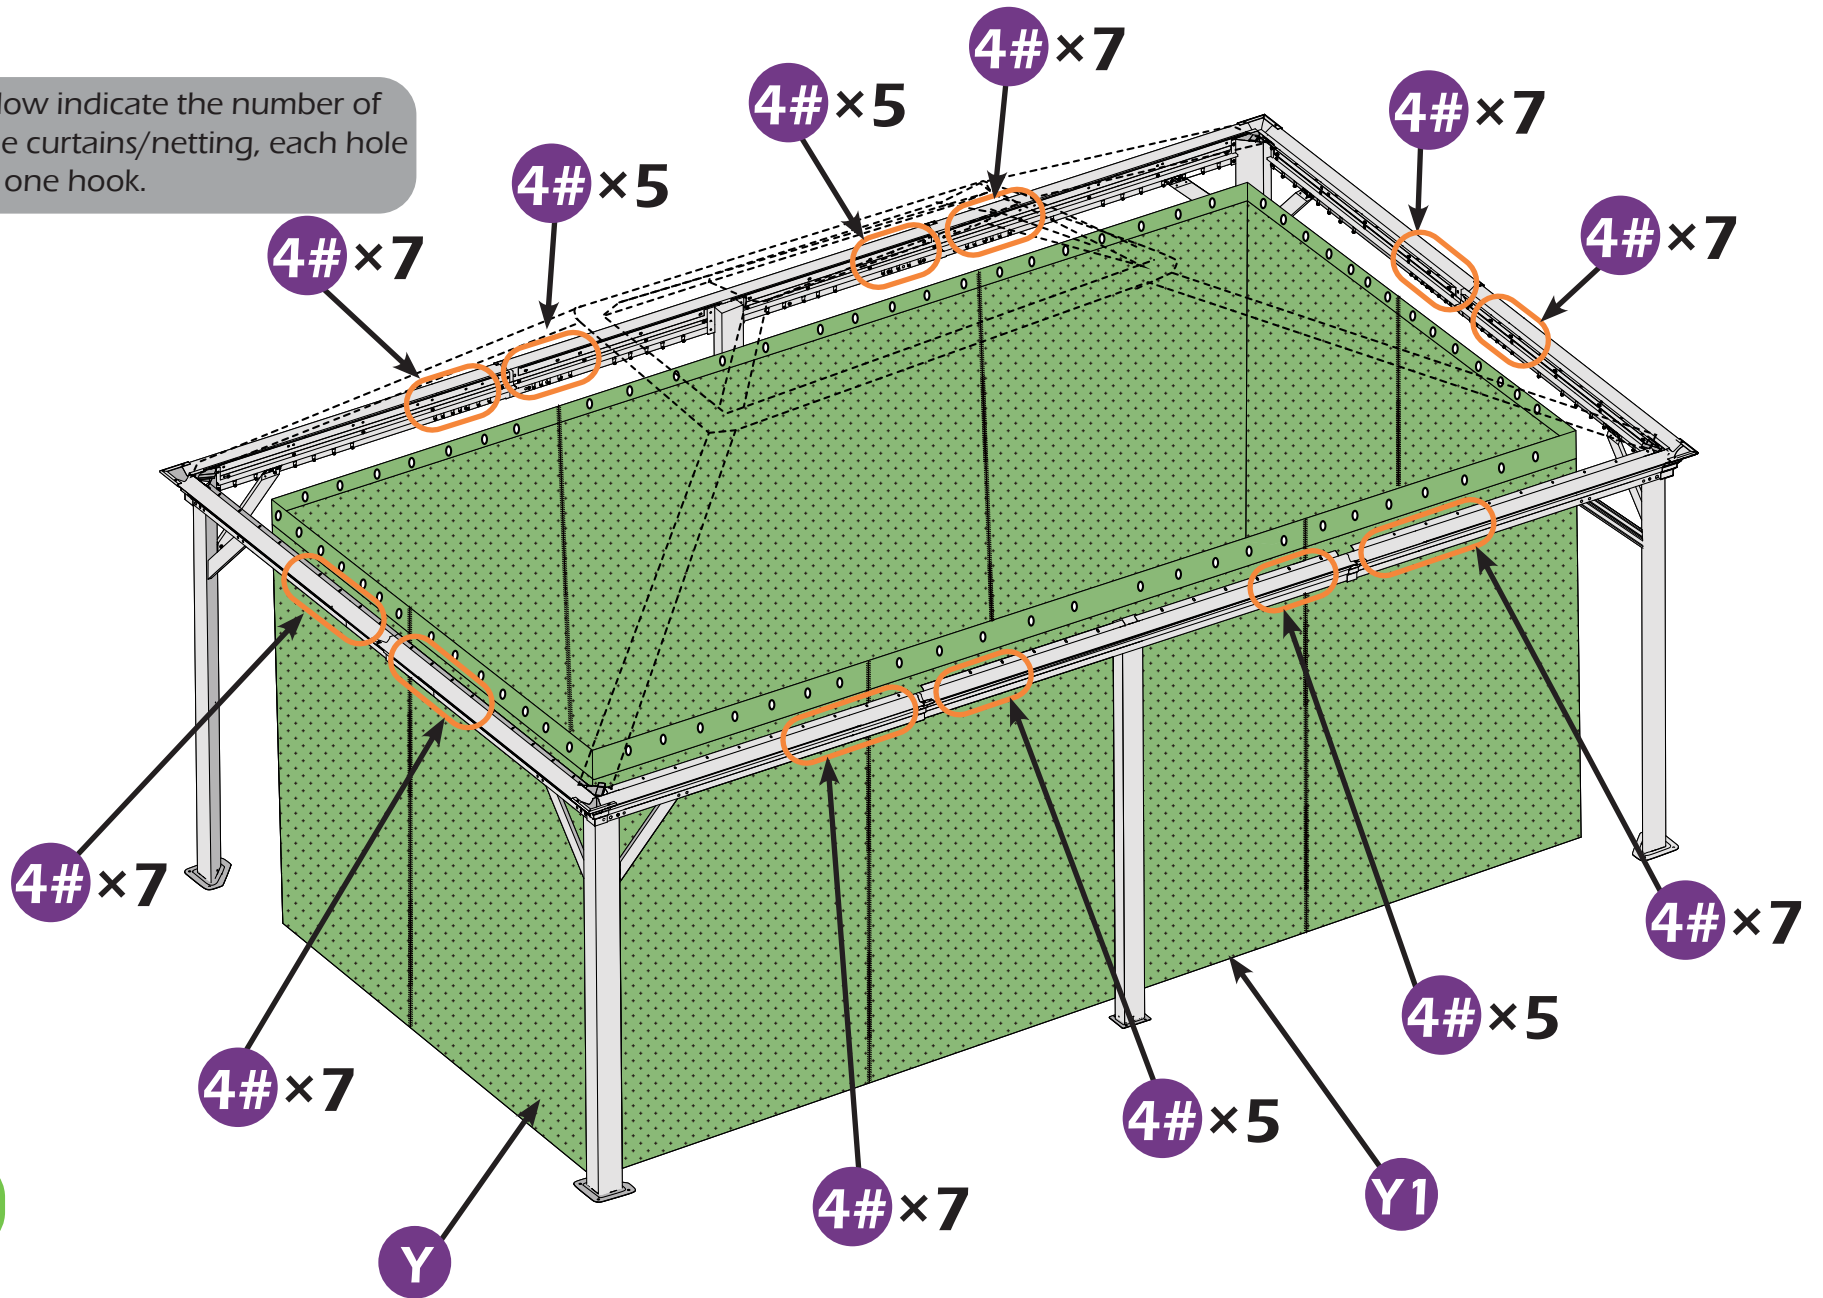 low indicate the number of
e curtains/netting, each hole
one hook.
4# ×7
4# ×5
4# ×5
4# ×7
4# ×7
4# ×7
4# ×7
4# ×7
4# ×7
4# ×5
4# ×5
4# ×7
Y
Y1